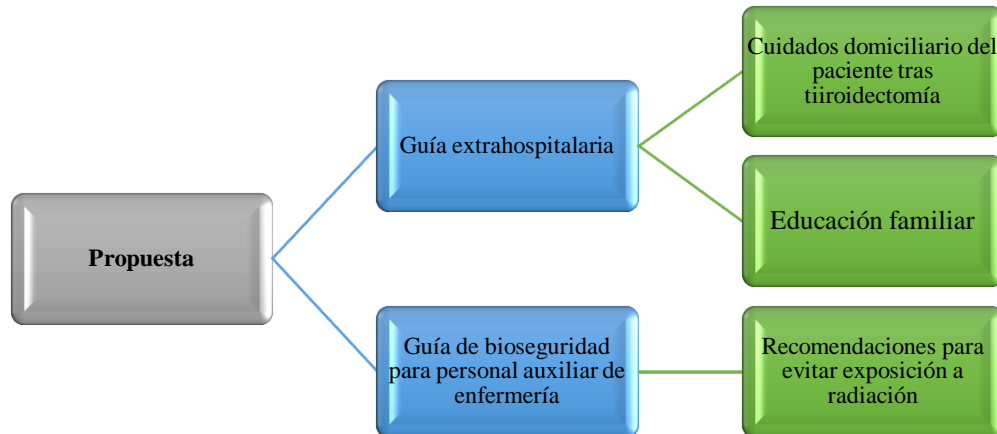 Propuesta
Guía extrahospitalaria
Cuidados domiciliario del
paciente tras
tiiroidectomía
Educación familiar
Guía de bioseguridad
para personal auxiliar de
enfermería
Recomendaciones para
evitar exposición a
radiación